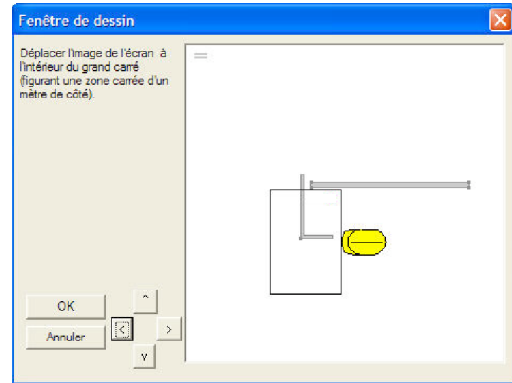 Fenêtre de dessin
Déplacer l'image de l'écran à
l'intérieur du grand carré
(figurant une zone carrée d'un
mètre de côté).
^
OK
< >
Annuler
v